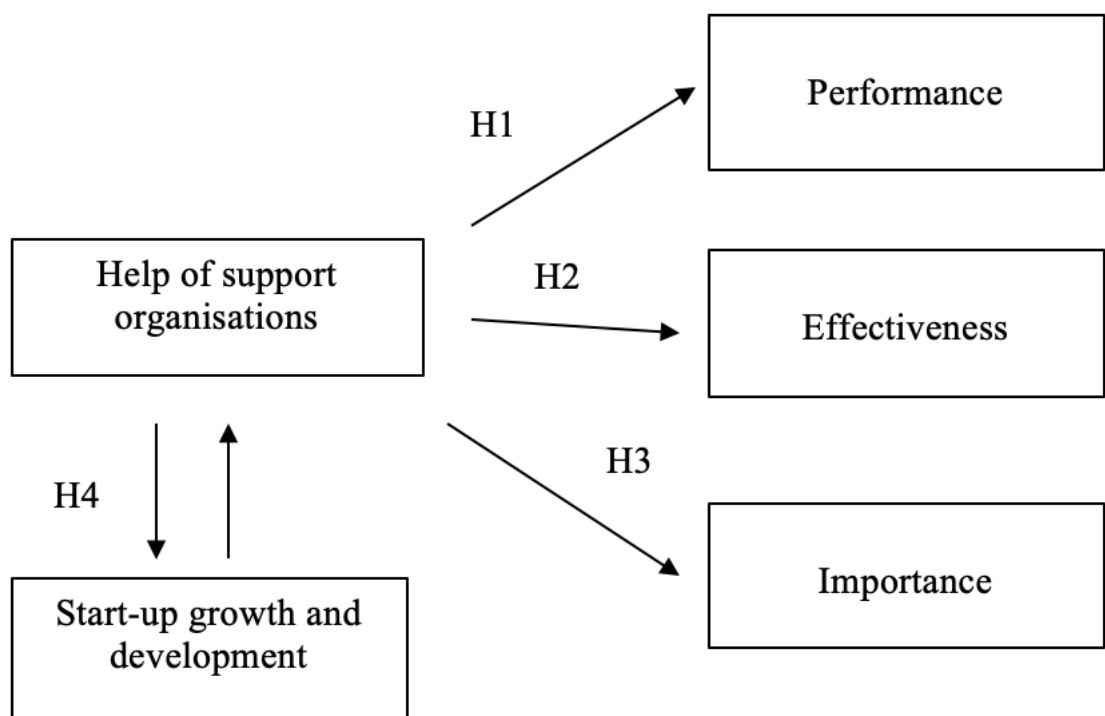 Performance
H1
Help of support
organisations
H2
Effectiveness
H3
H4
Importance
Start-up growth and
development